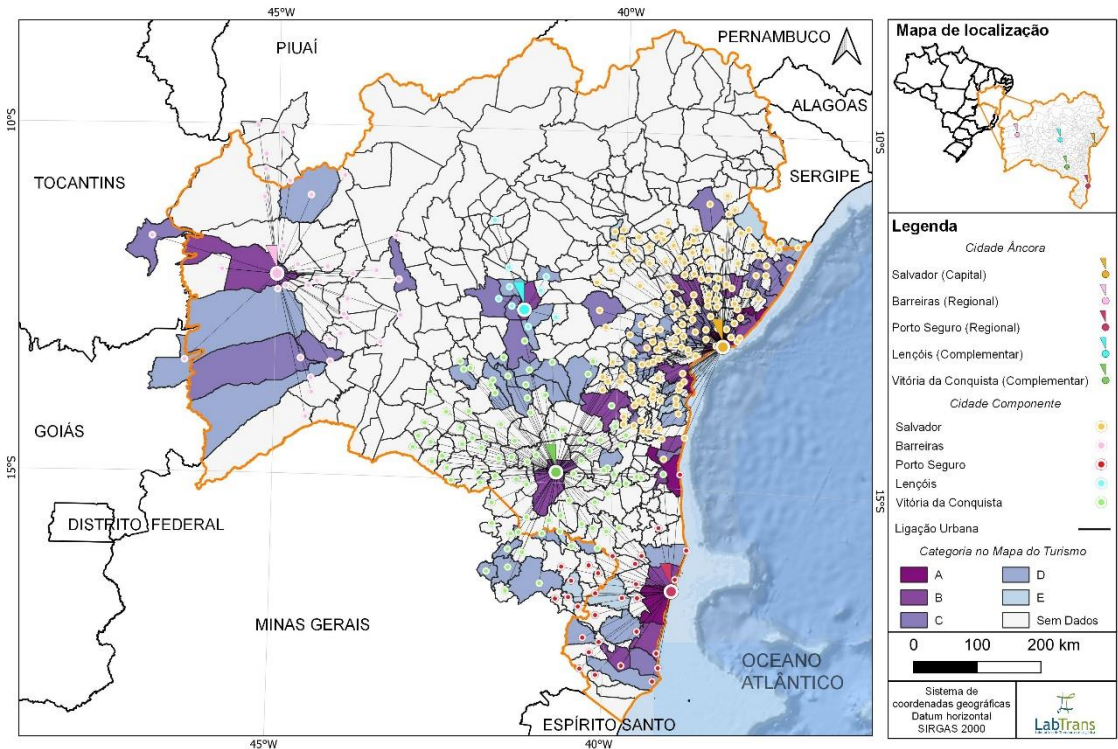 45°W
40°W
PIAUÍ
PERNAMBUCO
ALAGOAS
10°S
10°S
SERGIPE
TOCANTINS
GOIÁS
15°S
15°S
DISTRITO FEDERAL
MINAS GERAIS
OCEANO
ATLÂNTICO
ESPÍRITO SANTO
45°W
40°W
Mapa de localização
Legenda
Cidade Âncora
Salvador (Capital)
Barreiras (Regional)
Porto Seguro (Regional)
Lençóis (Complementar)
Vitória da Conquista (Complementar)
Cidade Componente
Salvador
Barreiras
Porto Seguro
Lençóis
Vitória da Conquista
Ligação Urbana
Categoria no Mapa do Turismo
A D
B E
C Sem Dados
0 100 200 km
Sistema de
coordenadas geográficas
Datum horizontal
SIRGAS 2000
LabTrans